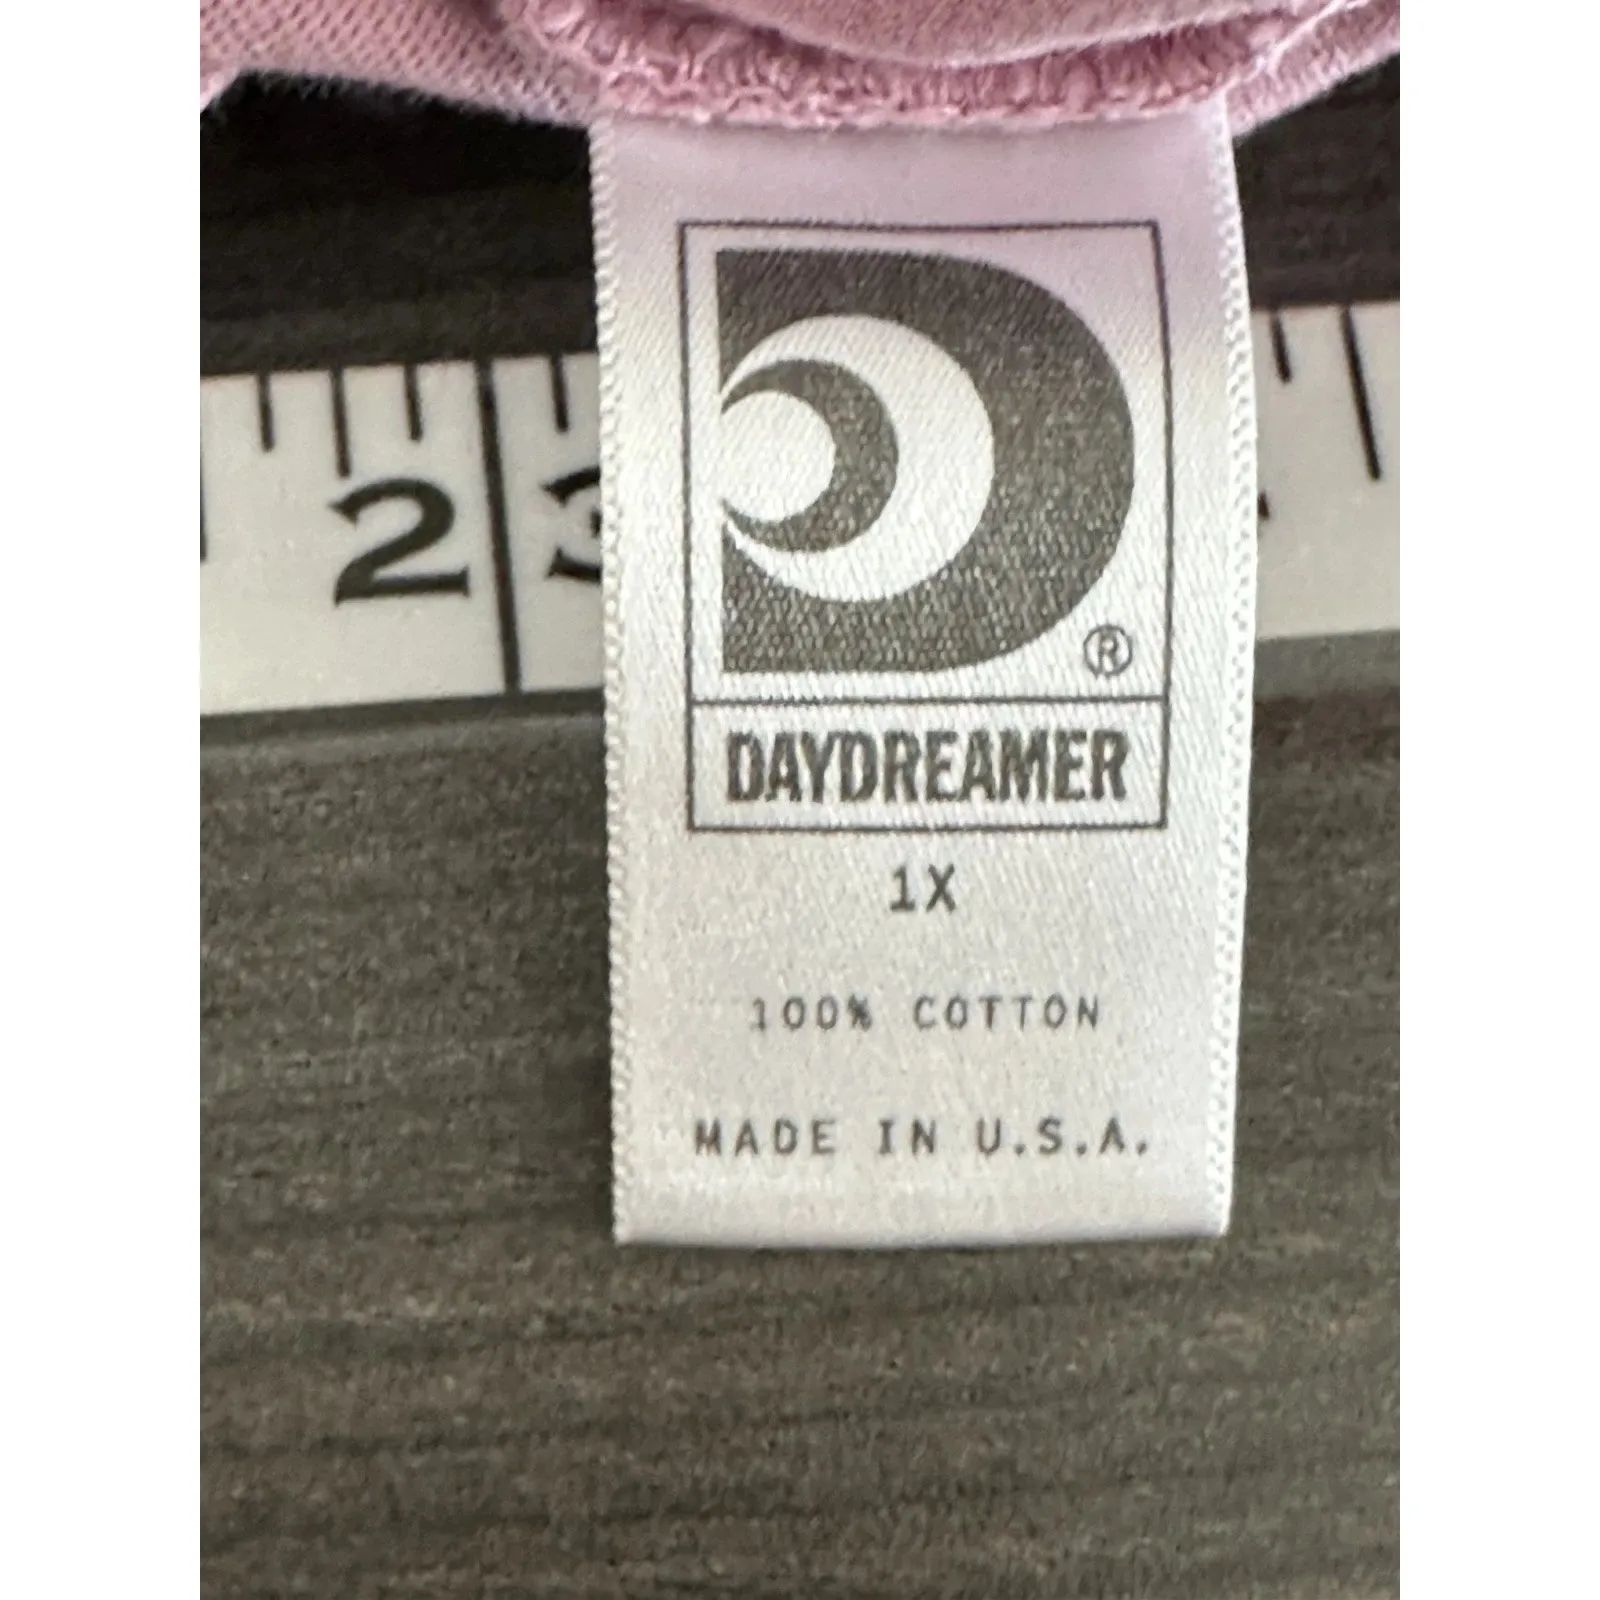 2 3
®
DAYDREAMER
1X
100% COTTON
MADE IN U.S.A.